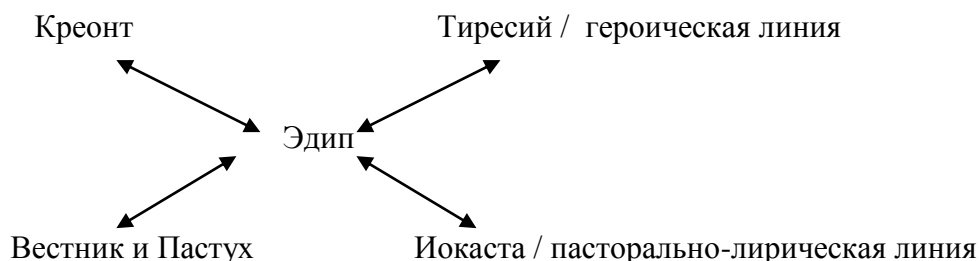 Креонт Тиресий / героическая линия
Эдип
Вестник и Пастух Иокаста / пасторально-лирическая линия